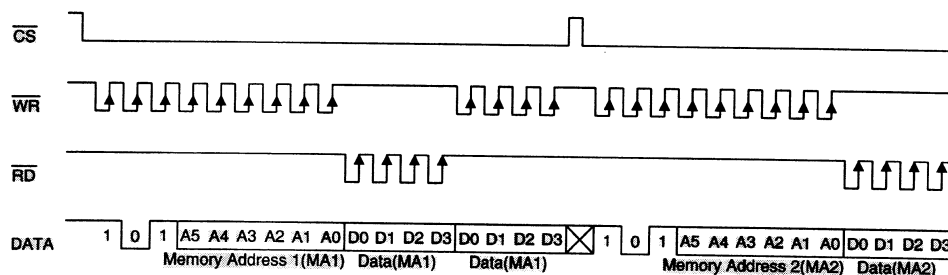 CS
WR
RD
DATA 1 0 1 A5 A4 A3 A2 A1 A0 D0 D1 D2 D3 D0 D1 D2 D3 1 0 1 A5 A4 A3 A2 A1 A0 D0 D1 D2 D3
Memory Address 1(MA1) Data(MA1) Data(MA1) Memory Address 2(MA2) Data(MA2)